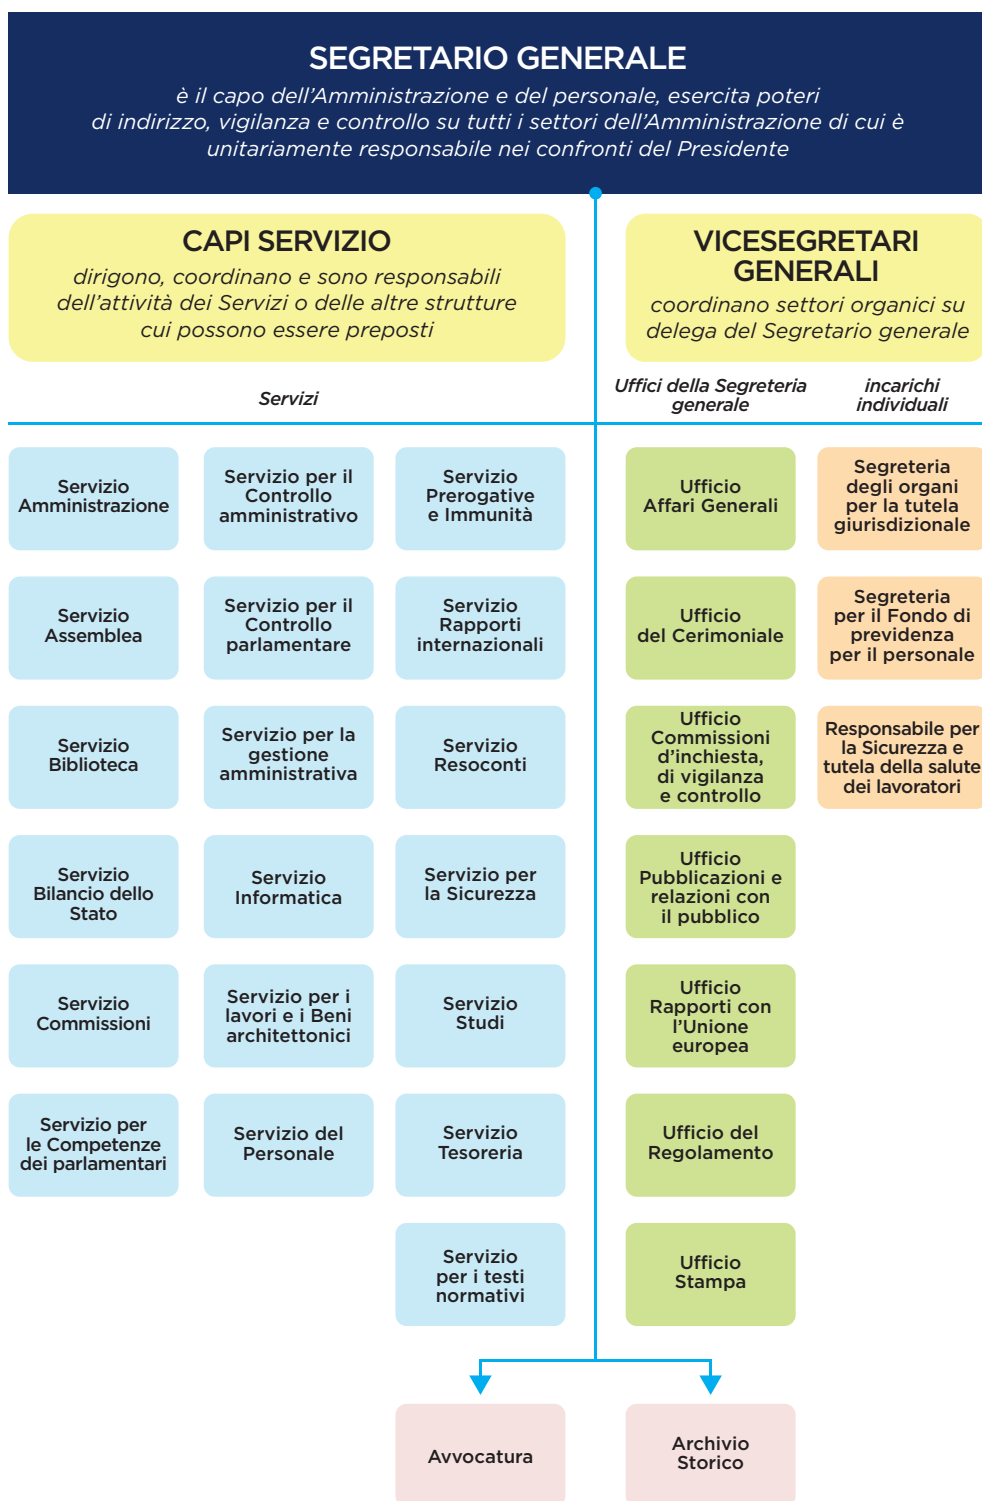 SEGRETARIO GENERALE
è il capo dell’Amministrazione e del personale, esercita poteri
di indirizzo, vigilanza e controllo su tutti i settori dell’Amministrazione di cui è
unitariamente responsabile nei confronti del Presidente
CAPI SERVIZIO
dirigono, coordinano e sono responsabili
dell’attività dei Servizi o delle altre strutture
cui possono essere preposti
VICESEGRETARI
GENERALI
coordinano settori organici su
delega del Segretario generale
Servizi
Uffici della Segreteria
generale
incarichi
individuali
Servizio
Amministrazione
Servizio per il
Controllo
amministrativo
Servizio
Prerogative
e Immunità
Ufficio
Affari Generali
Segreteria
degli organi
per la tutela
giurisdizionale
Servizio
Assemblea
Servizio per il
Controllo
parlamentare
Servizio
Rapporti
internazionali
Ufficio
del Cerimoniale
Segreteria
per il Fondo di
previdenza
per il personale
Servizio
Biblioteca
Servizio per la
gestione
amministrativa
Servizio
Resoconti
Ufficio
Commissioni
d’inchiesta,
di vigilanza
e controllo
Responsabile per
la Sicurezza e
tutela della salute
dei lavoratori
Servizio
Bilancio dello
Stato
Servizio
Informatica
Servizio per
la Sicurezza
Ufficio
Pubblicazioni e
relazioni con
il pubblico
Servizio
Commissioni
Servizio per i
lavori e i Beni
architettonici
Servizio
Studi
Ufficio
Rapporti con
l’Unione
europea
Servizio per
le Competenze
dei parlamentari
Servizio del
Personale
Servizio
Tesoreria
Ufficio del
Regolamento
Servizio
per i testi
normativi
Ufficio
Stampa
Avvocatura
Archivio
Storico